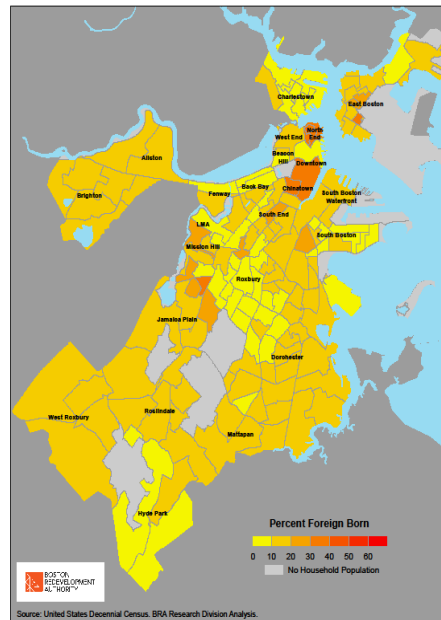 Charlestown
East Boston
West End
North
End
Beacon
Hill
Downtown
Allston
Back Bay
Fenway
Chinatown
Brighton
South Boston
Waterfront
South End
LMA
South Boston
Mission Hill
Roxbury
Jamaica Plain
Dorchester
West Roxbury
Roslindale
Mattapan
Hyde Park
Percent Foreign Born
0 10 20 30 40 50 60
No Household Population
BOSTON
REDEVELOPMENT
AUTHORITY
Source: United States Decennial Census. BRA Research Division Analysis.